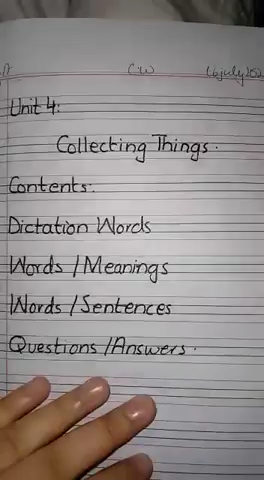 C.W
Unit 4:
Collecting Things.
Contents:
Dictation Words
Words / Meanings
Words / Sentences
Questions / Answers.